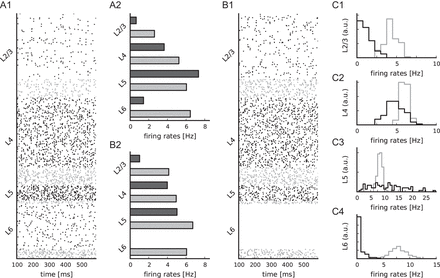 A1
L2/3
L4
L5
L6
100 200 300 400 500
time [ms]
A2
L2/3
L4
L5
L6
0 2 4 6 8
firing rates [Hz]
B2
L2/3
L4
L5
L6
0 2 4 6 8
firing rates [Hz]
B1
L2/3
L4
L5
L6
100 200 300 400 500
time [ms]
C1
L2/3 (a.u.)
0 5 10
firing rates [Hz]
C2
L4 (a.u.)
0 5 10
firing rates [Hz]
C3
L5 (a.u.)
0 5 10 15 20 25
firing rates [Hz]
C4
L6 (a.u.)
0 5 10 15
firing rates [Hz]